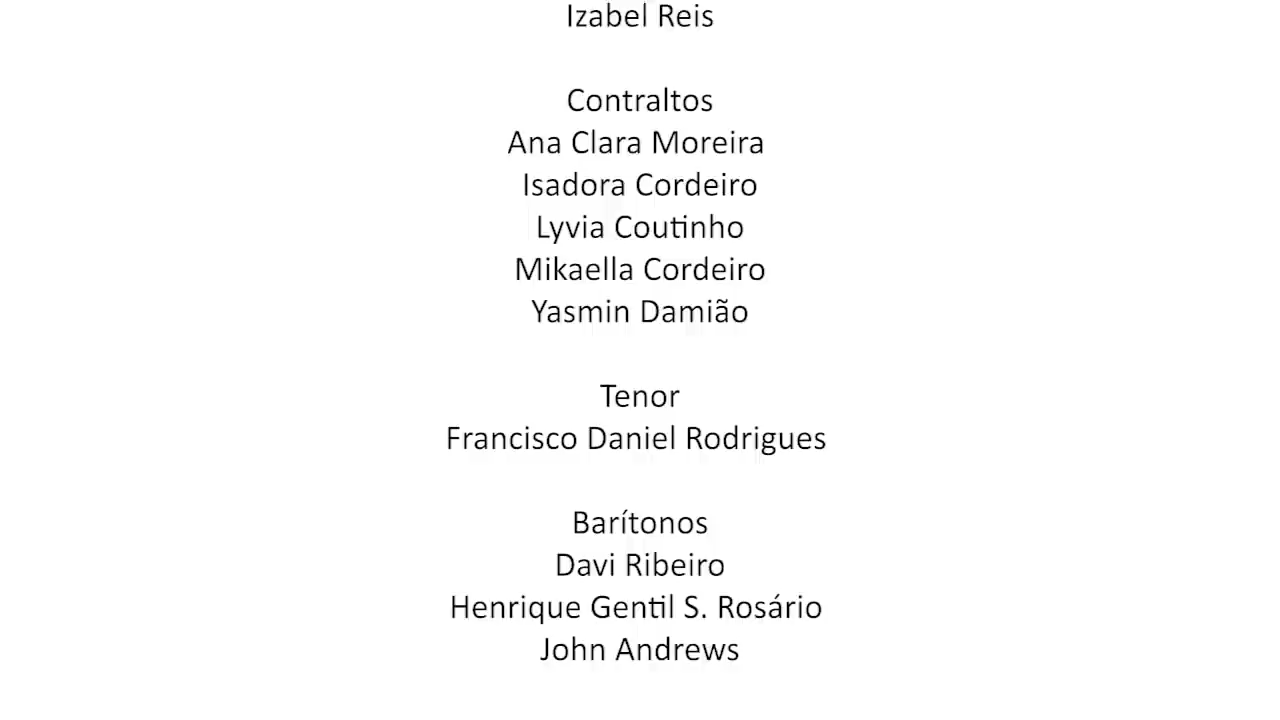 Izabel Reis
Contraltos
Ana Clara Moreira
Isadora Cordeiro
Lyvia Coutinho
Mikaella Cordeiro
Yasmin Damião
Tenor
Francisco Daniel Rodrigues
Barítonos
Davi Ribeiro
Henrique Gentil S. Rosário
John Andrews